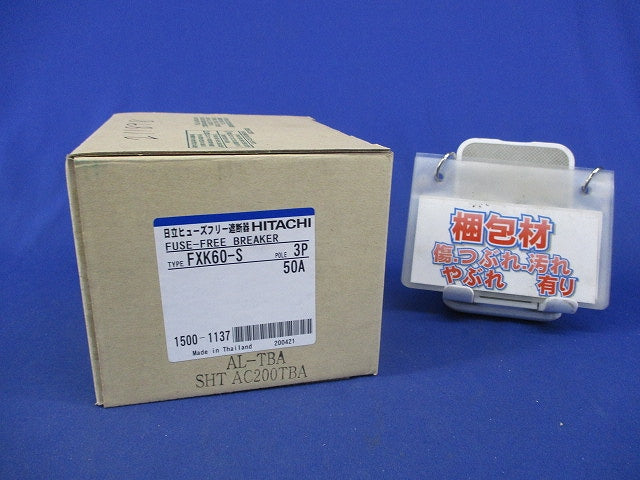 日立ヒューズフリー遮断器 HITACHI
FUSE-FREE BREAKER
TYPE FXK60-S POLE 3P
50A
1500-1137
Made in Thailand 200421
AL-TBA
SHT AC200TBA
梱包材
傷・つぶれ・汚れ
やぶれ 有り